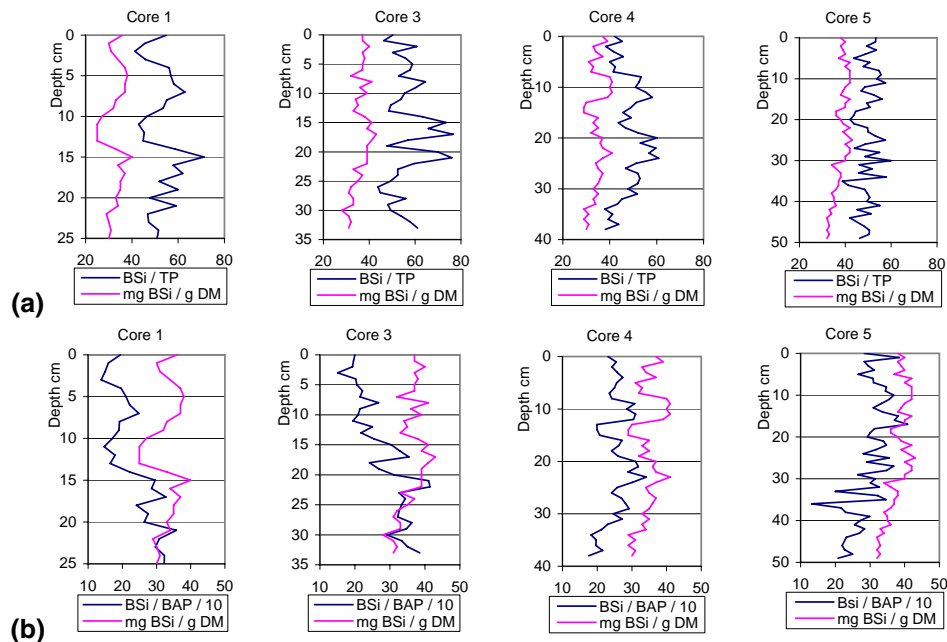 Core 1
Core 3
Core 4
Core 5
Depth cm
0
5
10
15
20
25
20 40 60 80
BSi / TP
mg BSi / g DM
Depth cm
0
5
10
15
20
25
30
35
20 40 60 80
BSi / TP
mg BSi / g DM
Depth cm
0
10
20
30
40
20 40 60 80
BSi / TP
mg BSi / g DM
Depth cm
0
10
20
30
40
50
20 40 60 80
BSi / TP
mg BSi / g DM
(a)
Core 1
Core 3
Core 4
Core 5
Depth cm
0
5
10
15
20
25
10 20 30 40 50
BSi / BAP / 10
mg BSi / g DM
Depth cm
0
5
10
15
20
25
30
35
10 20 30 40 50
BSi / BAP / 10
mg BSi / g DM
Depth cm
0
10
20
30
40
10 20 30 40 50
BSi / BAP / 10
mg BSi / g DM
Depth cm
0
10
20
30
40
50
10 20 30 40 50
Bsi / BAP / 10
mg BSi / g DM
(b)